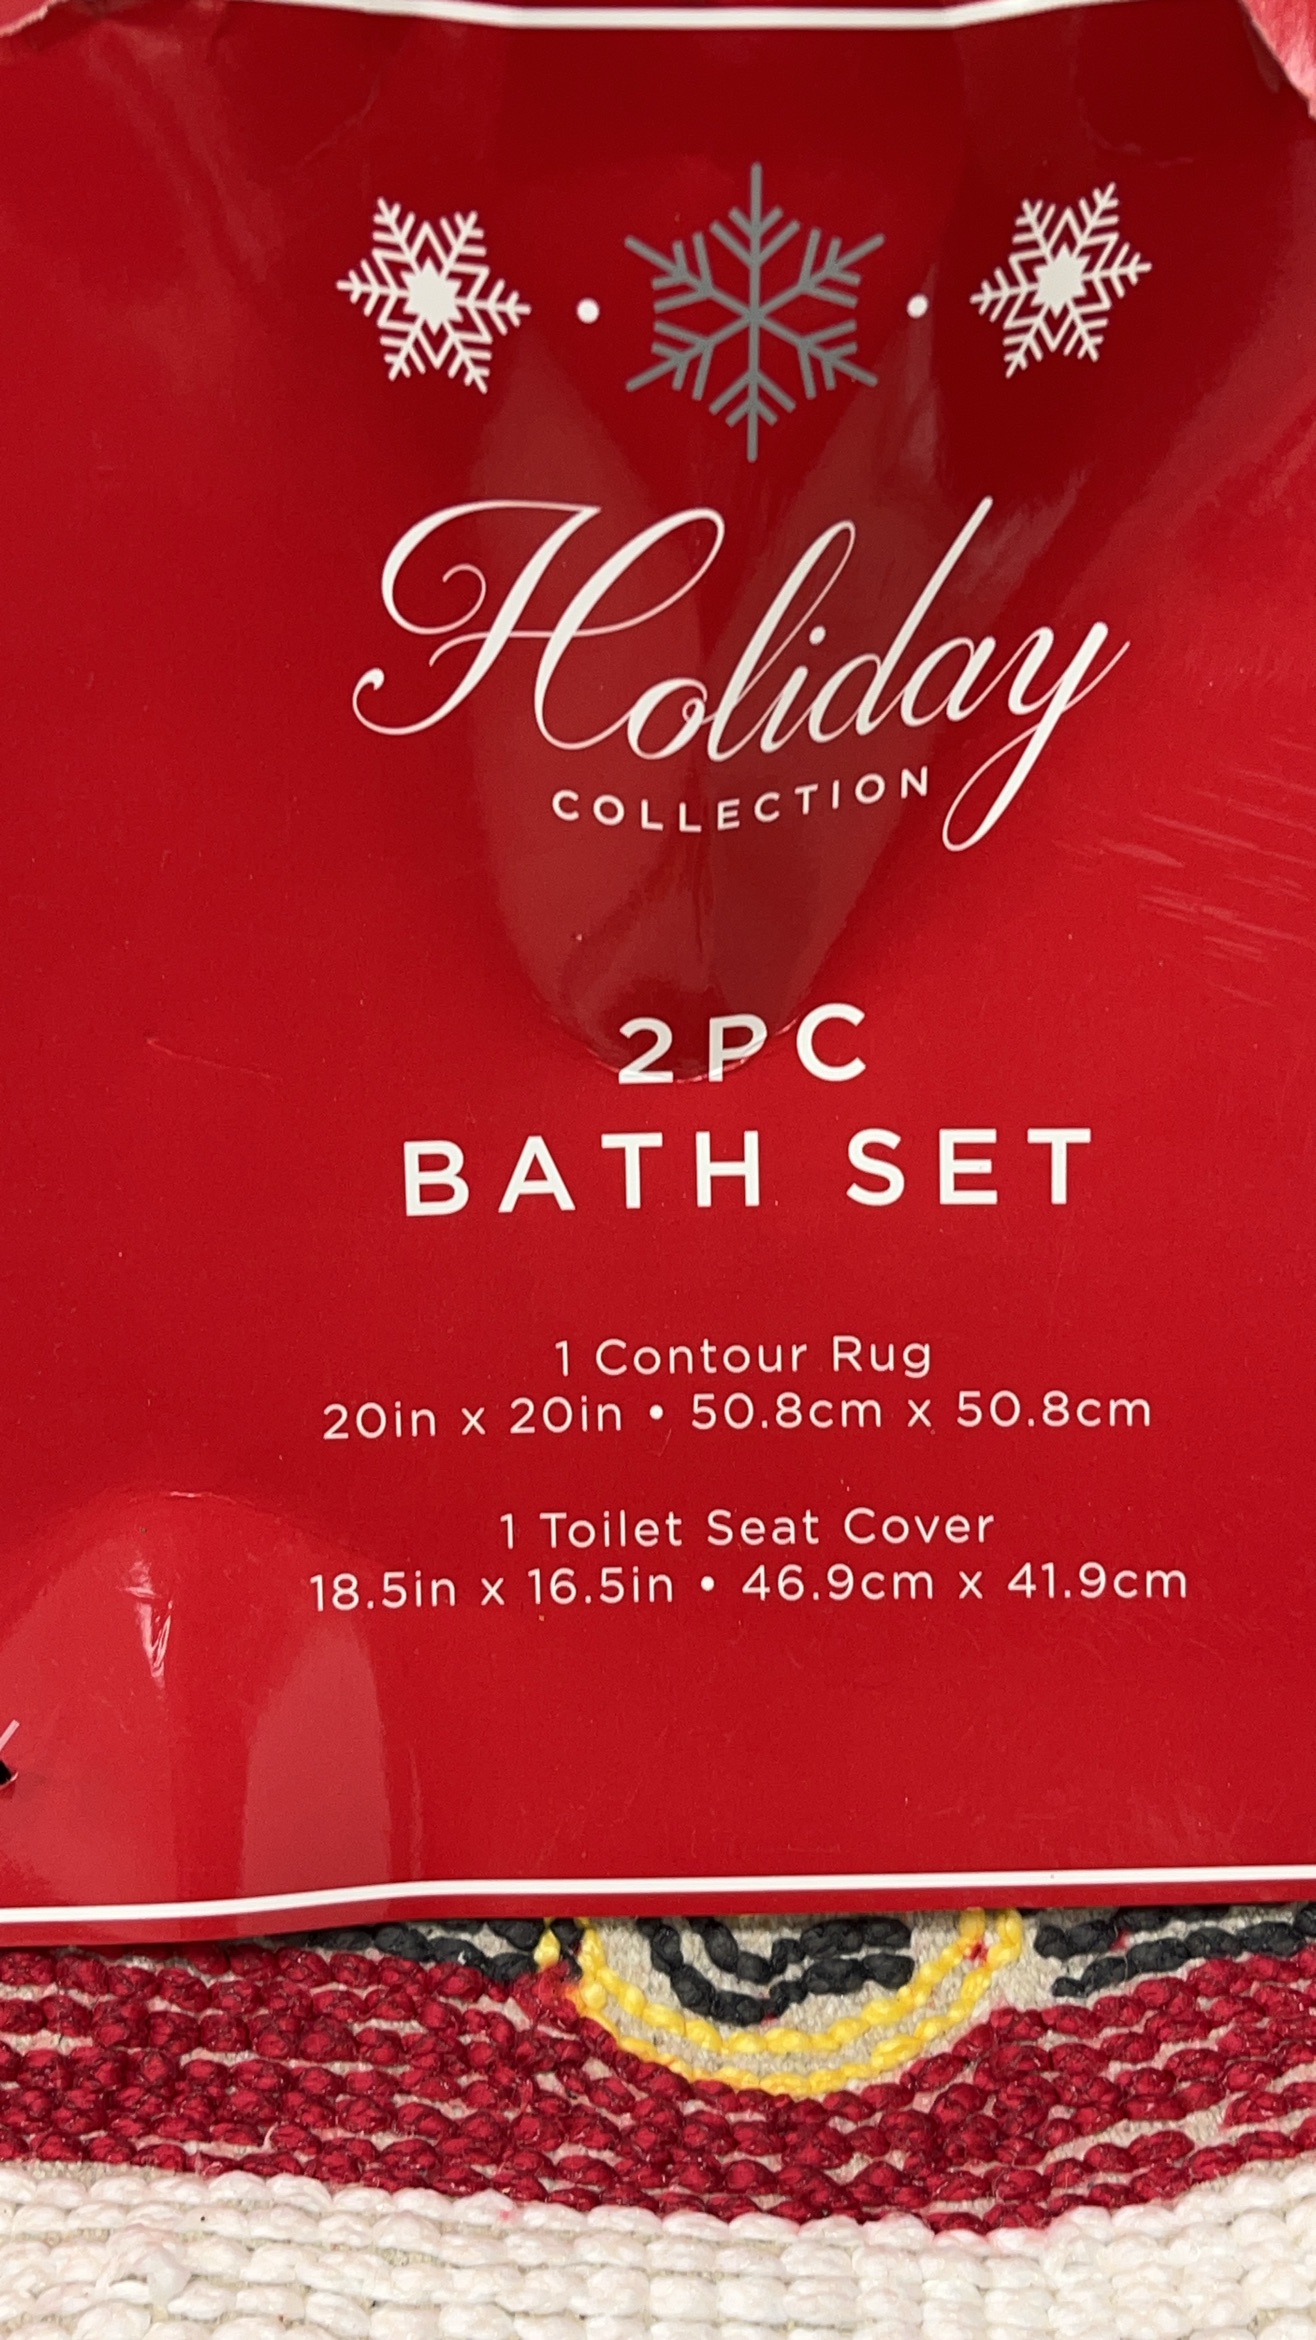 Holiday
COLLECTION
2PC
BATH SET
1 Contour Rug
20in x 20in • 50.8cm x 50.8cm
1 Toilet Seat Cover
18.5in x 16.5in • 46.9cm x 41.9cm